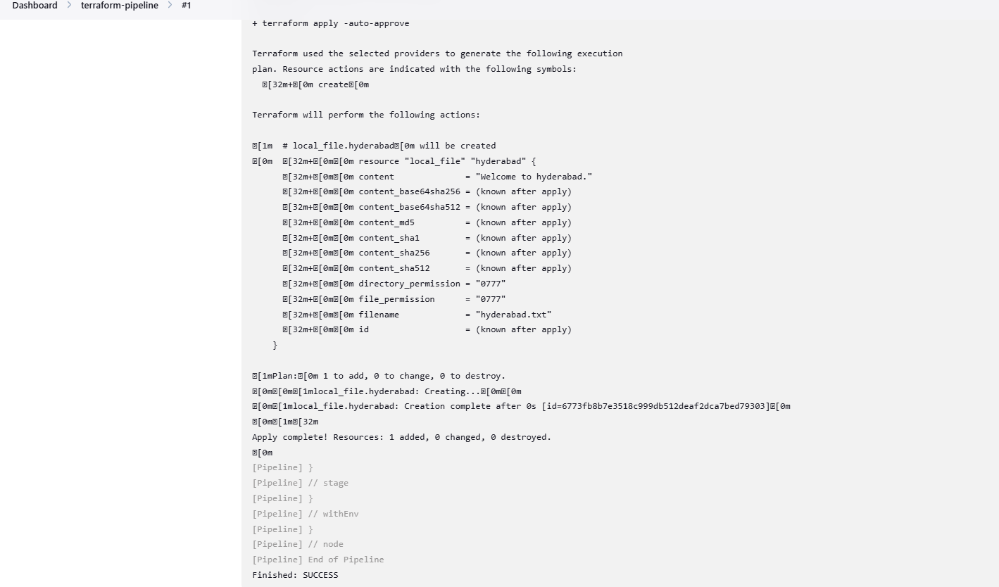 Dashboard > terraform-pipeline > #1
+ terraform apply -auto-approve
Terraform used the selected providers to generate the following execution
plan. Resource actions are indicated with the following symbols:
  [32m+[0m create[0m
Terraform will perform the following actions:
[1m  # local_file.hyderabad[0m will be created
[0m  [32m+[0m[0m resource "local_file" "hyderabad" {
      [32m+[0m[0m content              = "Welcome to hyderabad."
      [32m+[0m[0m content_base64sha256 = (known after apply)
      [32m+[0m[0m content_base64sha512 = (known after apply)
      [32m+[0m[0m content_md5          = (known after apply)
      [32m+[0m[0m content_sha1         = (known after apply)
      [32m+[0m[0m content_sha256       = (known after apply)
      [32m+[0m[0m content_sha512       = (known after apply)
      [32m+[0m[0m directory_permission = "0777"
      [32m+[0m[0m file_permission      = "0777"
      [32m+[0m[0m filename             = "hyderabad.txt"
      [32m+[0m[0m id                   = (known after apply)
    }
[1mPlan:[0m 1 to add, 0 to change, 0 to destroy.
[0m[0m[1mlocal_file.hyderabad: Creating...[0m[0m
[0m[1mlocal_file.hyderabad: Creation complete after 0s [id=6773fb8b7e3518c999db512deaf2dca7bed79303][0m
[0m[1m[32m
Apply complete! Resources: 1 added, 0 changed, 0 destroyed.
[0m
[Pipeline] }
[Pipeline] // stage
[Pipeline] }
[Pipeline] // withEnv
[Pipeline] }
[Pipeline] // node
[Pipeline] End of Pipeline
Finished: SUCCESS